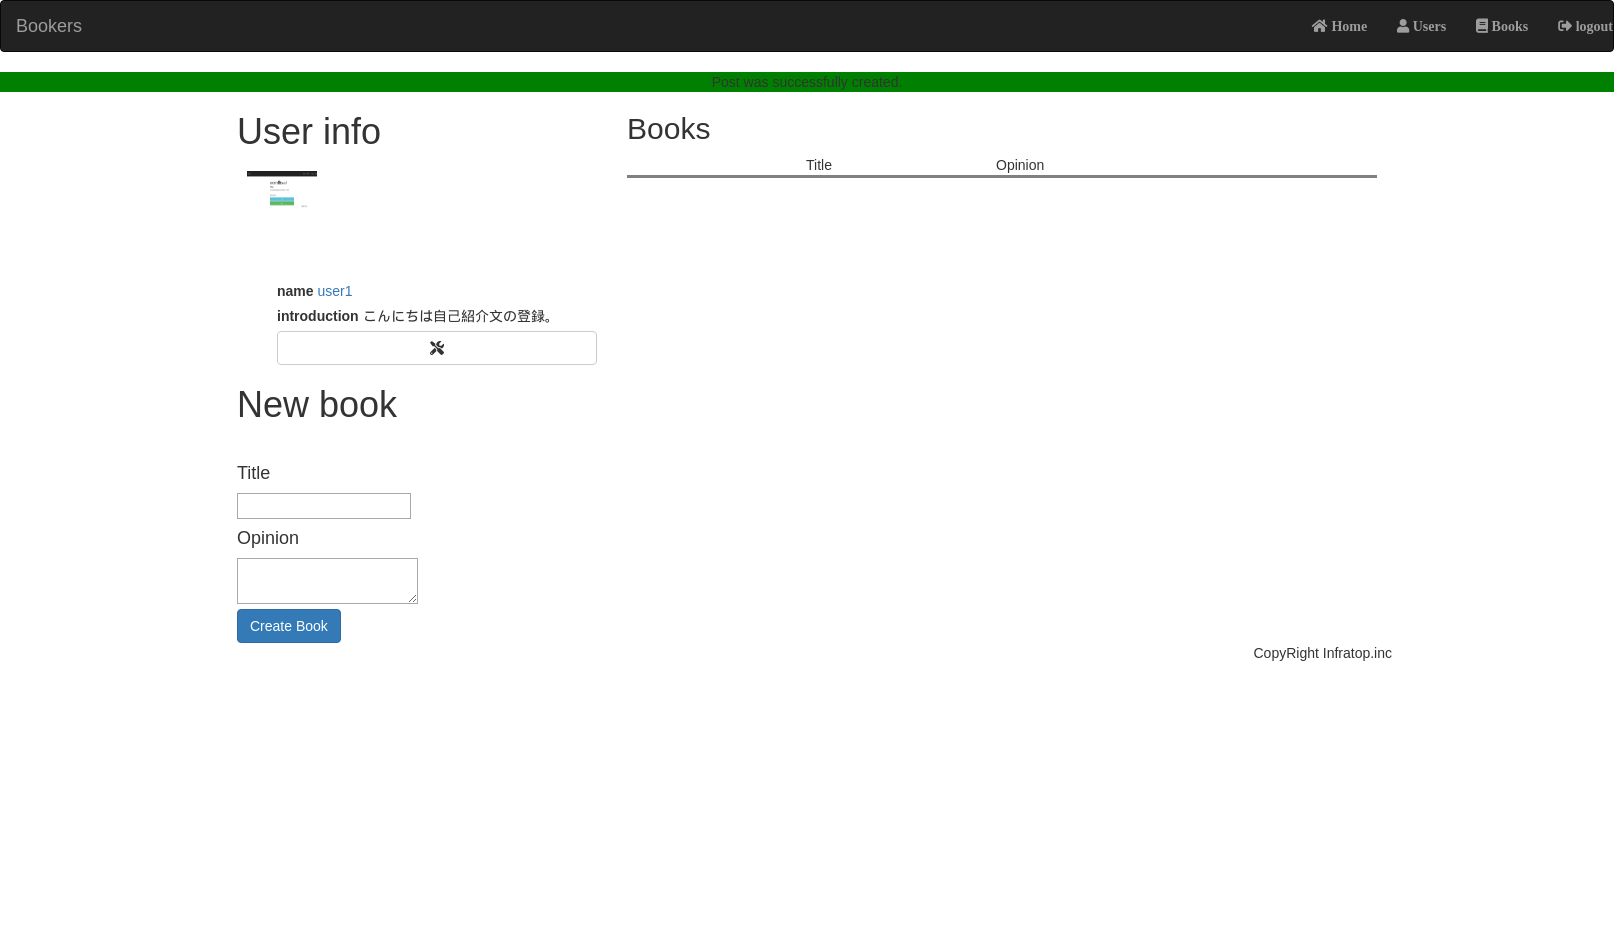 Bookers
Home
Users
Books
logout
Post was successfully created.
User info
name user1
introduction こんにちは自己紹介文の登録。
New book
Title
Opinion
Create Book
Books
Title
Opinion
CopyRight Infratop.inc